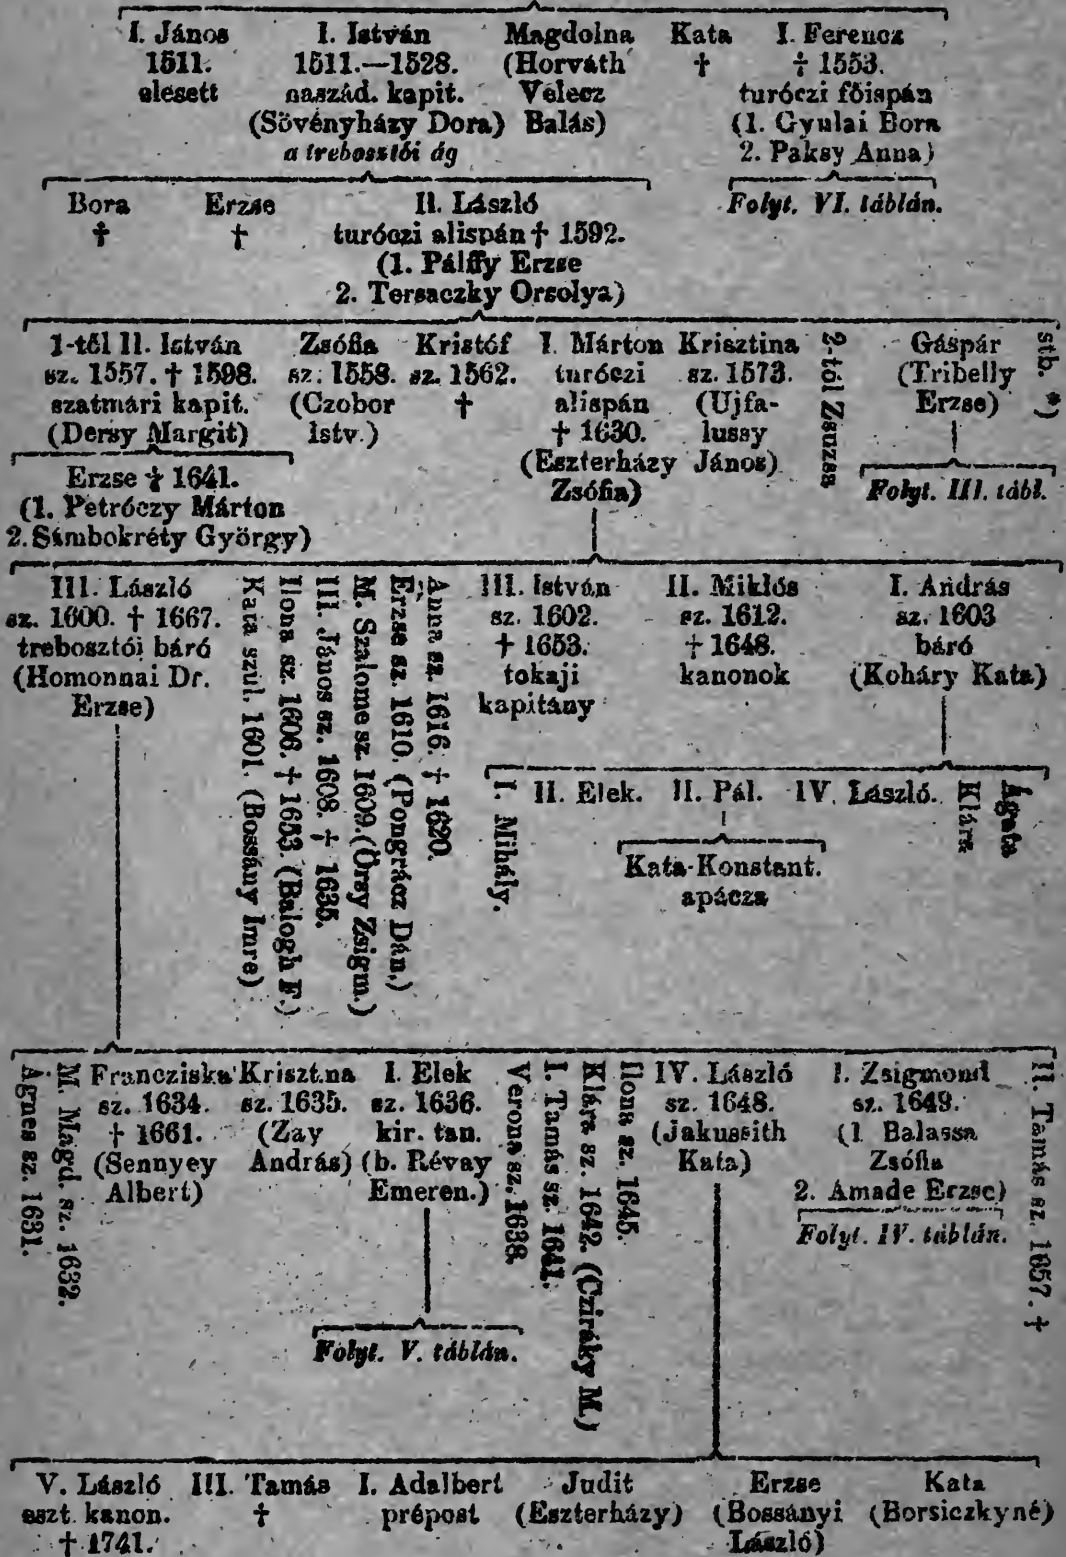 I. János I. István Magdolna Kata I. Ferencz
1511. 1511.—1528. (Horváth † † 1553.
elesett naszád. kapit. Velecz turóczi főispán
(Sövényházy Dora) Balás) (1. Gyulai Bora
a trebosztói ág 2. Paksy Anna)
Bora Erzse II. László Folyt. VI. táblán.
† † turóczi alispán † 1592.
(1. Pálffy Erzse
2. Tersaczky Orsolya)
1-től II. István Zsófia Kristóf I. Márton Krisztina 2-tól Zsuzsa Gáspár stb. *)
sz. 1557. † 1598. sz. 1558. sz. 1562. turóczi sz. 1573. (Tribelly
szatmári kapit. (Czobor † alispán (Ujfa- Erzse)
(Dersy Margit) Istv.) † 1630. lussy
(Eszterházy János)
Erzse † 1641. Zsófia) Folyt. III. tábl.
(1. Petróczy Márton
2. Sámbokréty György)
III. László
sz. 1600. † 1667.
trebosztói báró
(Homonnai Dr.
Erzse)
Kata szül. 1601. (Bossány Imre)
Ilona sz. 1606. † 1653. (Balogh F.)
III. János sz. 1608. † 1635.
M. Szalome sz. 1609. (Örsy Zsigm.)
Erzse sz. 1610. (Pongrácz Dán.)
Anna sz. 1616. † 1620.
III. István II. Miklós I. András
sz. 1602. sz. 1612. sz. 1603
† 1653. † 1648. báró
tokaji kanonok (Koháry Kata)
kapitány
I. Mihály. II. Elek. II. Pál. IV. László. Klára Ágata
Kata-Konstant.
apácza
Ágnes sz. 1631.
M. Magd. sz. 1632.
Francziska Kriszt.na I. Elek
sz. 1634. sz. 1635. sz. 1636.
† 1661. (Zay kir. tan.
(Sennyey András) (b. Révay
Albert) Emeren.)
Folyt. V. táblán.
Verona sz. 1638.
I. Tamás sz. 1641.
Klára sz. 1642. (Cziráky M.)
Ilona sz. 1645.
IV. László I. Zsigmond
sz. 1648. sz. 1649.
(Jakussith (1 Balassa
Kata) Zsófia
2. Amade Erzse)
Folyt. IV. táblán.
II. Tamás sz. 1657. †
V. László III. Tamás I. Adalbert Judit Erzse Kata
eszt. kanon. † prépost (Eszterházy) (Bossányi (Borsiczkyné)
† 1741. László)